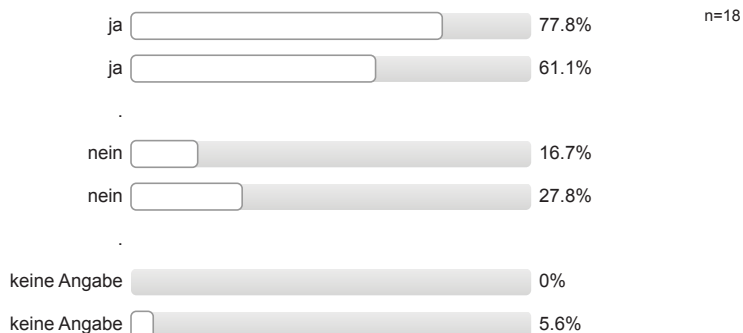 ja 77.8% n=18
ja 61.1%
.
nein 16.7%
nein 27.8%
.
keine Angabe 0%
keine Angabe 5.6%